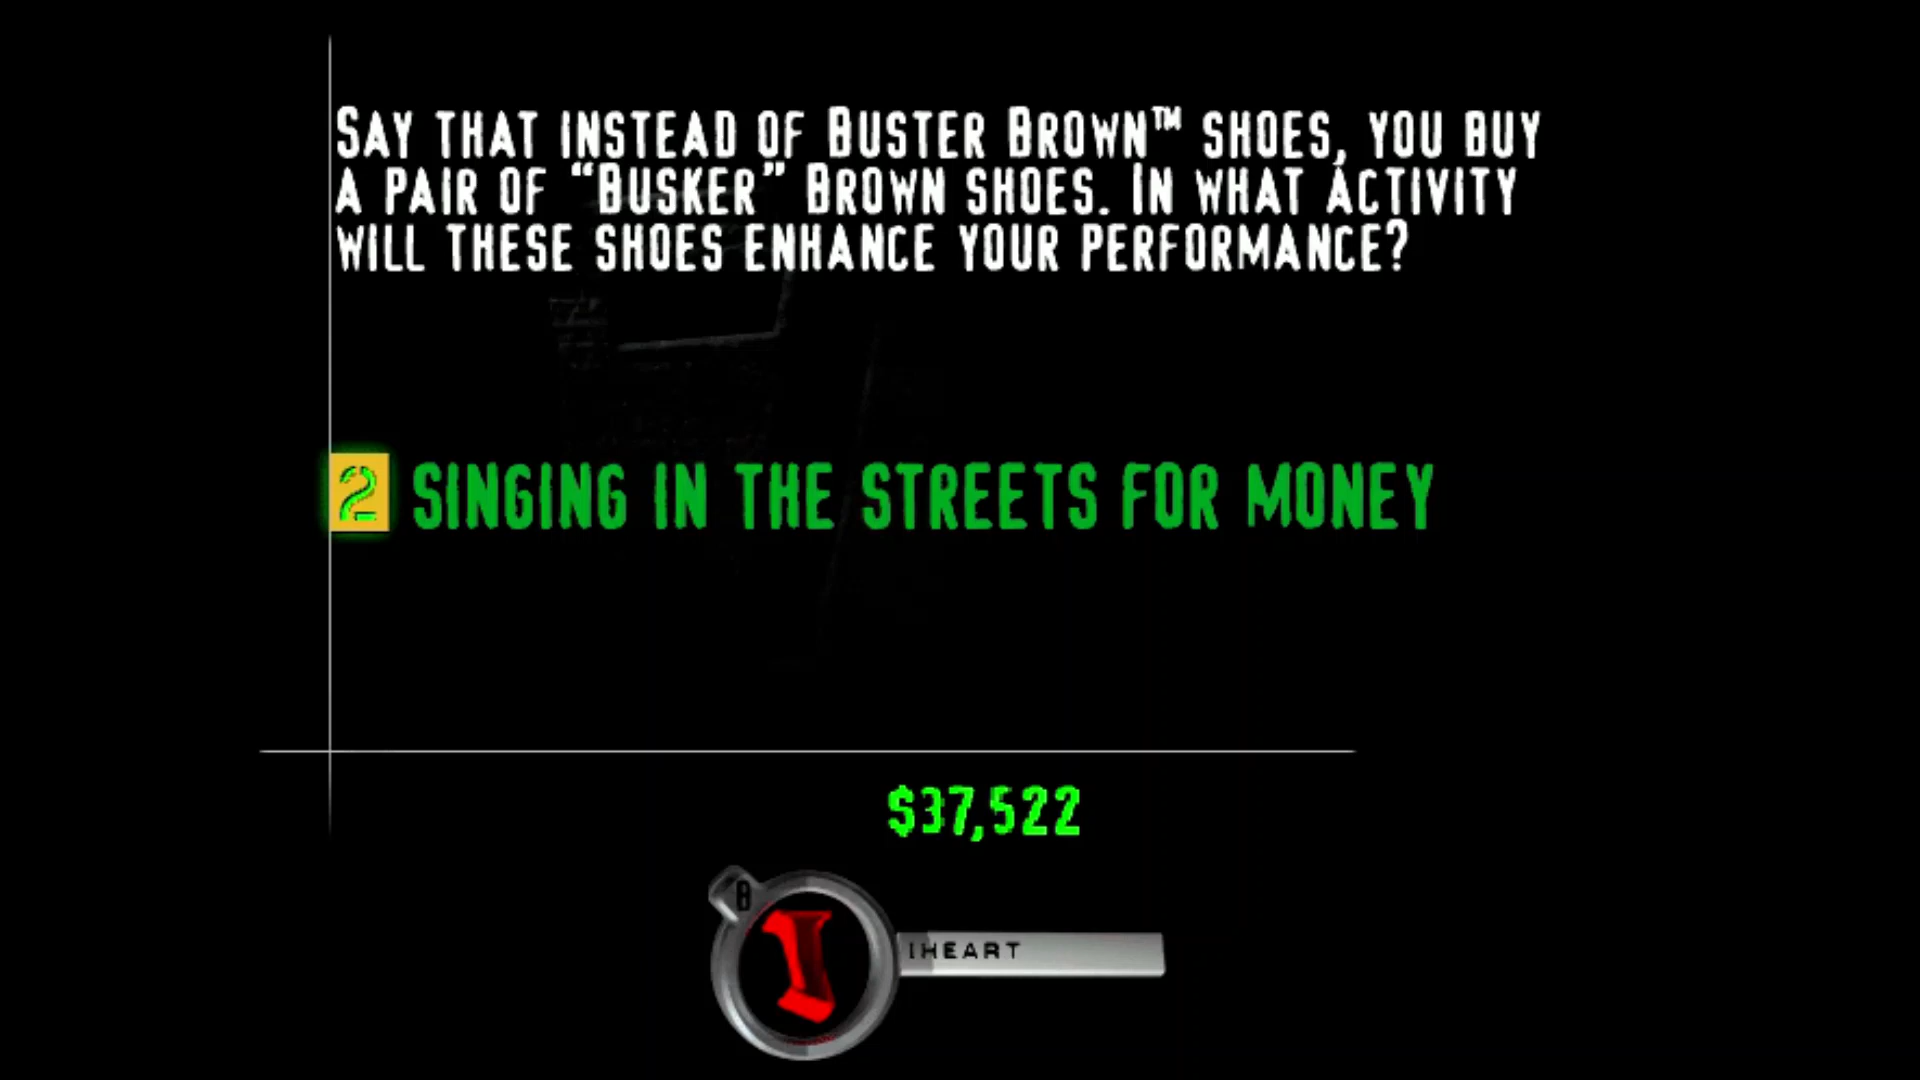 Say that instead of Buster Brown™ shoes, you buy
a pair of “Busker” Brown shoes. In what activity
will these shoes enhance your performance?
2 SINGING IN THE STREETS FOR MONEY
$37,522
B
1
IHEART